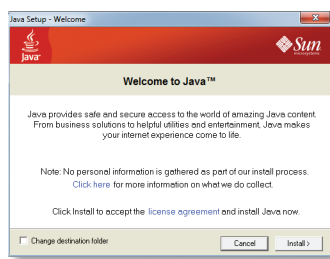 Java Setup - Welcome
Java™
Sun
microsystems
Welcome to Java™
Java provides safe and secure access to the world of amazing Java content.
From business solutions to helpful utilities and entertainment, Java makes
your internet experience come to life.
Note: No personal information is gathered as part of our install process.
Click here for more information on what we do collect.
Click Install to accept the license agreement and install Java now.
Change destination folder
Cancel
Install >